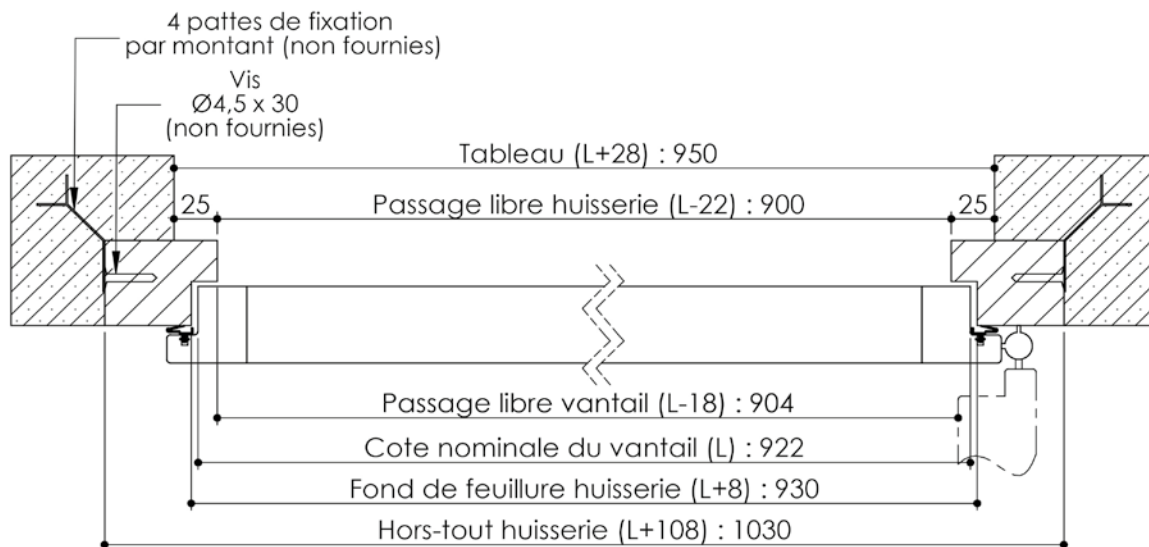 4 pattes de fixation
par montant (non fournies)
Vis
Ø4,5 x 30
(non fournies)
Tableau (L+28) : 950
25
Passage libre huisserie (L-22) : 900
25
Passage libre vantail (L-18) : 904
Cote nominale du vantail (L) : 922
Fond de feuillure huisserie (L+8) : 930
Hors-tout huisserie (L+108) : 1030